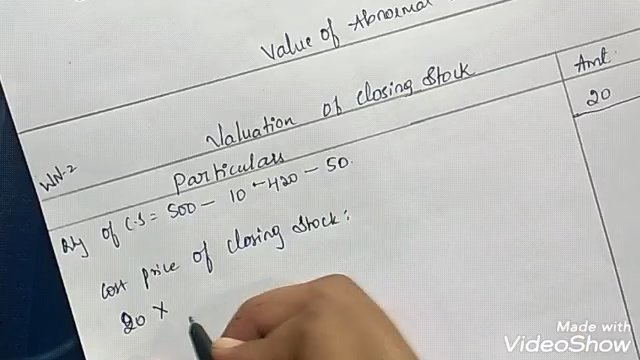 Value of Abnormal
WN-2 Valuation of Closing Stock
Particulars Amt.
Qty of C.S = 500 - 10 - 420 - 50. 20
Cost price of Closing Stock:
20 X
Made with
VideoShow